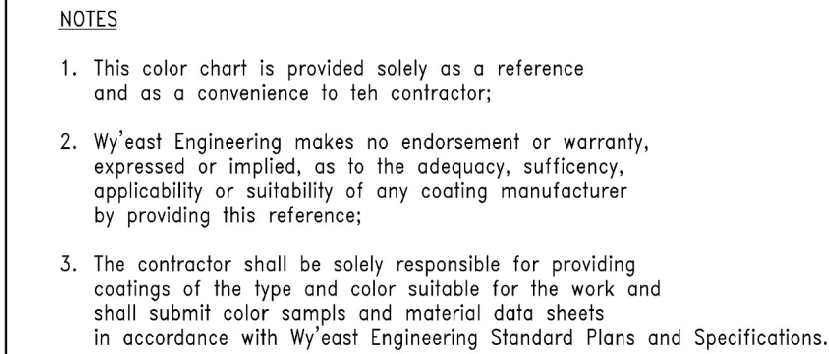 NOTES
1. This color chart is provided solely as a reference
and as a convenience to teh contractor;
2. Wy'east Engineering makes no endorsement or warranty,
expressed or implied, as to the adequacy, sufficency,
applicability or suitability of any coating manufacturer
by providing this reference;
3. The contractor shall be solely responsible for providing
coatings of the type and color suitable for the work and
shall submit color sampls and material data sheets
in accordance with Wy'east Engineering Standard Plans and Specifications.